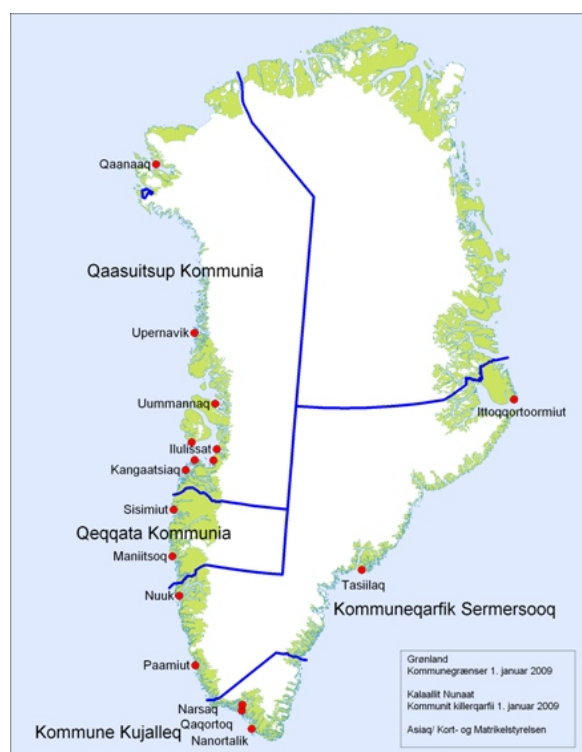 Qaanaaq
Qaasuitsup Kommunia
Upernavik
Uummannaq
Ittoqqortoormiut
Ilulissat
Kangaatsiaq
Sisimiut
Qeqqata Kommunia
Maniitsoq
Tasiilaq
Nuuk
Kommuneqarfik Sermersooq
Paamiut
Narsaq
Qaqortoq
Kommune Kujalleq
Nanortalik
Grønland
Kommunegrænser 1. januar 2009
Kalaallit Nunaat
Kommunit killerqarfii 1. januar 2009
Asiaq/ Kort- og Matrikelstyrelsen